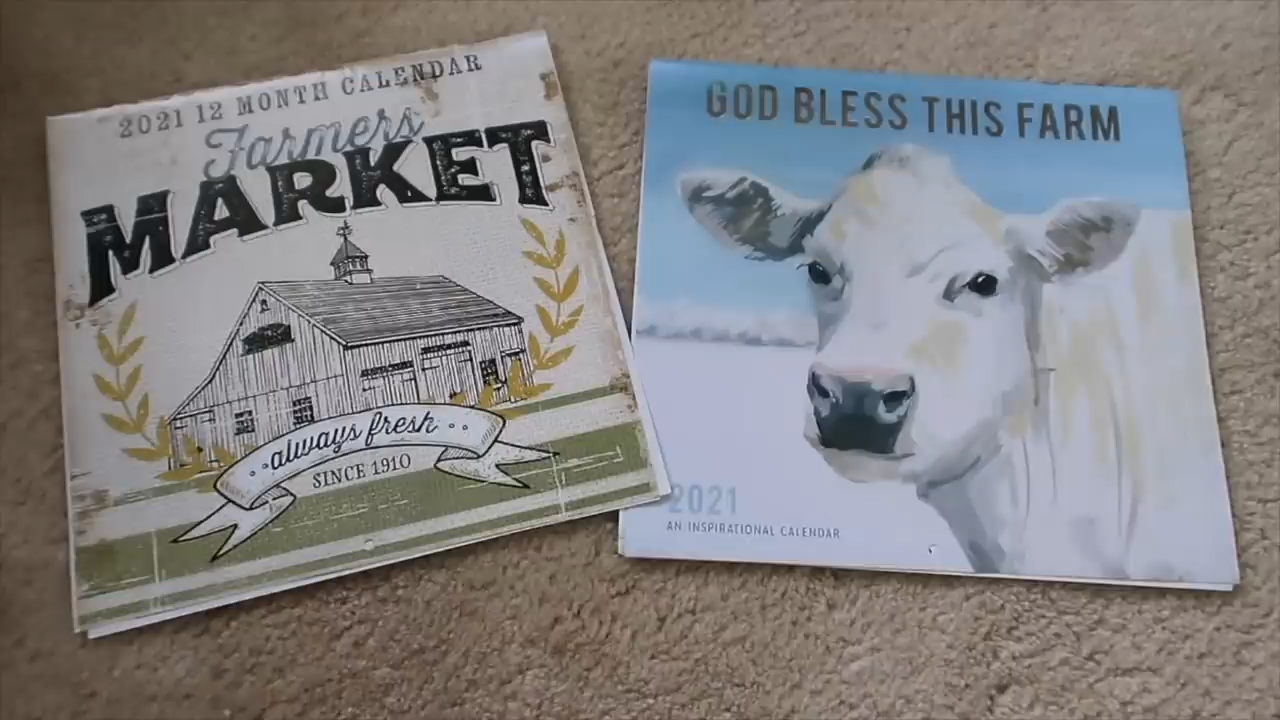 2021 12 MONTH CALENDAR
Farmers
MARKET
always fresh
SINCE 1910
GOD BLESS THIS FARM
2021
AN INSPIRATIONAL CALENDAR